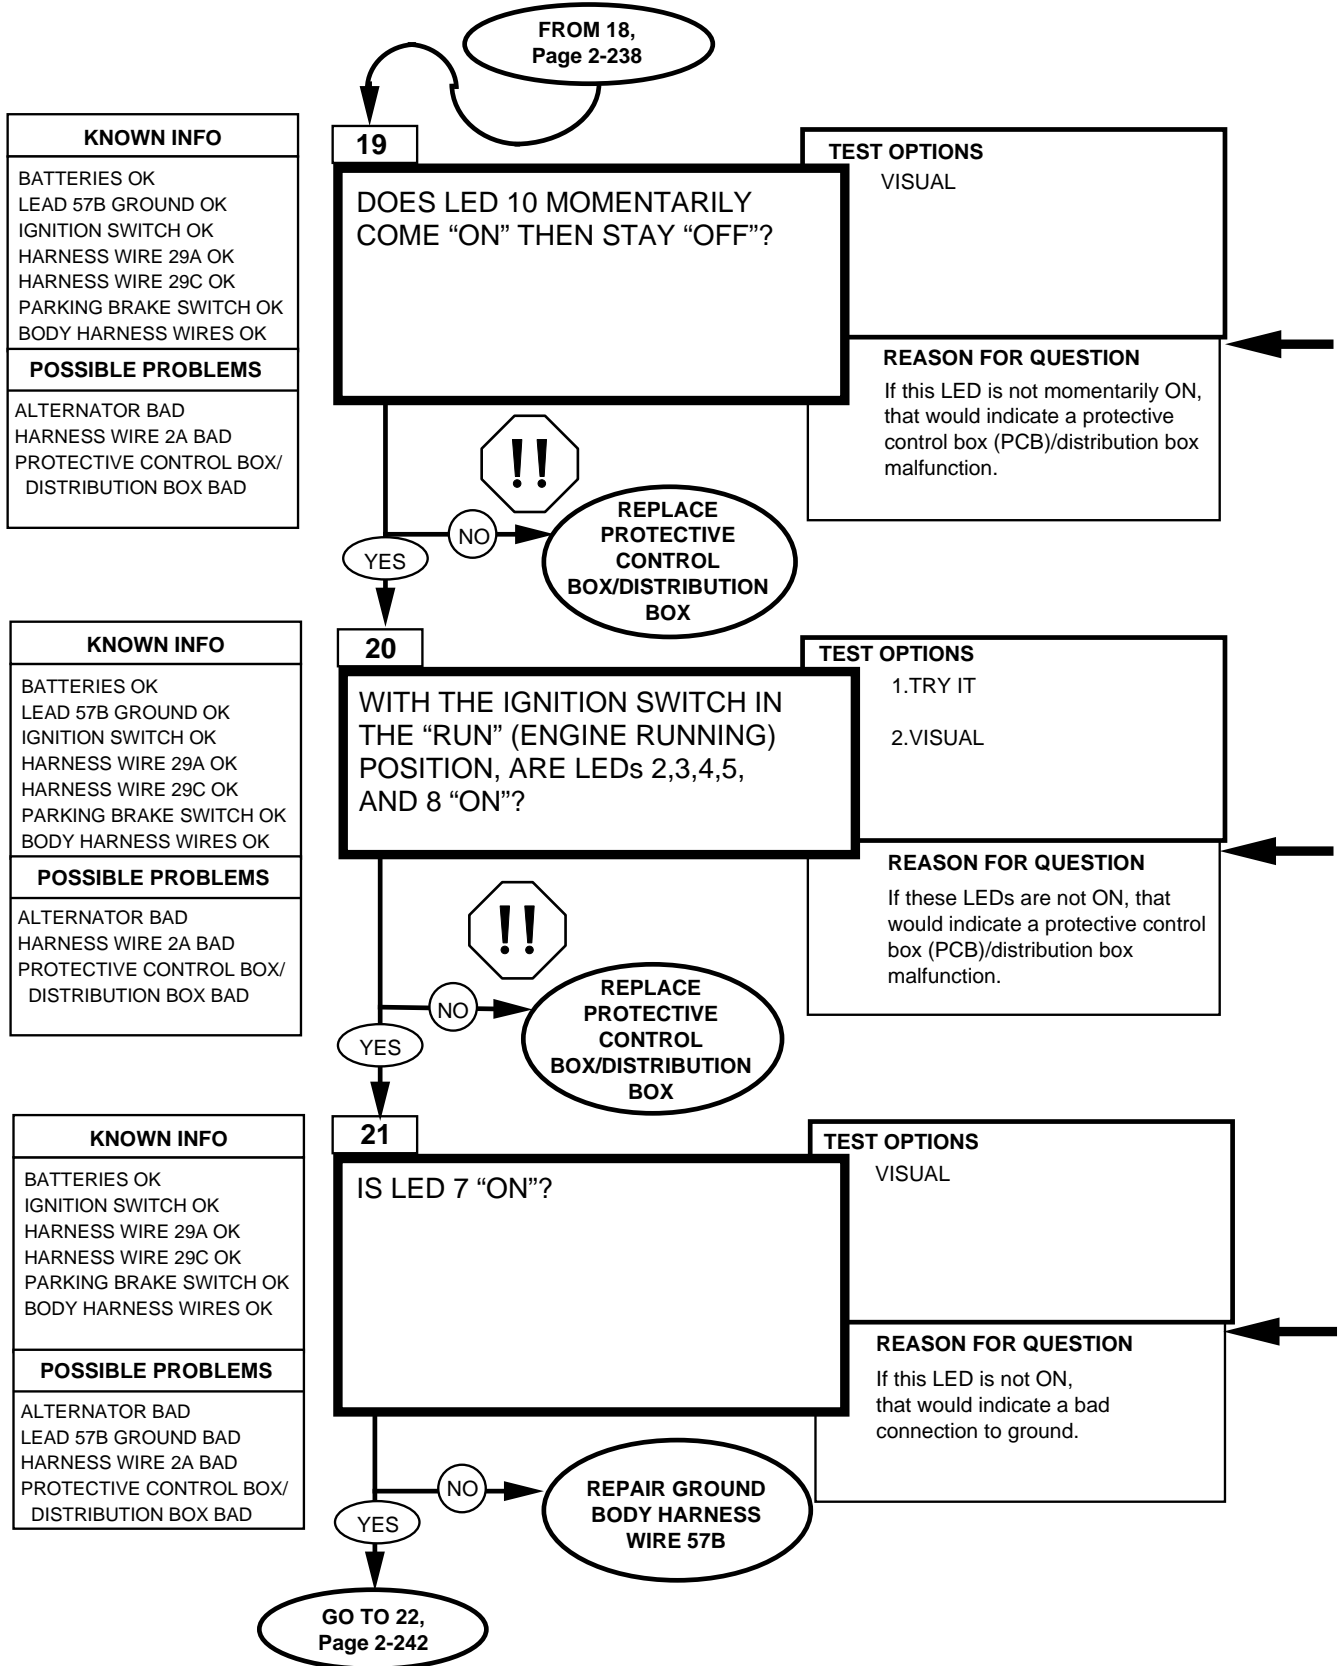 FROM 18,
Page 2-238
KNOWN INFO
BATTERIES OK
LEAD 57B GROUND OK
IGNITION SWITCH OK
HARNESS WIRE 29A OK
HARNESS WIRE 29C OK
PARKING BRAKE SWITCH OK
BODY HARNESS WIRES OK
POSSIBLE PROBLEMS
ALTERNATOR BAD
HARNESS WIRE 2A BAD
PROTECTIVE CONTROL BOX/
DISTRIBUTION BOX BAD
19
DOES LED 10 MOMENTARILY
COME “ON” THEN STAY “OFF”?
TEST OPTIONS
VISUAL
REASON FOR QUESTION
If this LED is not momentarily ON,
that would indicate a protective
control box (PCB)/distribution box
malfunction.
!!
NO
REPLACE
PROTECTIVE
CONTROL
BOX/DISTRIBUTION
BOX
YES
KNOWN INFO
BATTERIES OK
LEAD 57B GROUND OK
IGNITION SWITCH OK
HARNESS WIRE 29A OK
HARNESS WIRE 29C OK
PARKING BRAKE SWITCH OK
BODY HARNESS WIRES OK
POSSIBLE PROBLEMS
ALTERNATOR BAD
HARNESS WIRE 2A BAD
PROTECTIVE CONTROL BOX/
DISTRIBUTION BOX BAD
20
WITH THE IGNITION SWITCH IN
THE “RUN” (ENGINE RUNNING)
POSITION, ARE LEDs 2,3,4,5,
AND 8 “ON”?
TEST OPTIONS
1.TRY IT
2.VISUAL
REASON FOR QUESTION
If these LEDs are not ON, that
would indicate a protective control
box (PCB)/distribution box
malfunction.
!!
NO
REPLACE
PROTECTIVE
CONTROL
BOX/DISTRIBUTION
BOX
YES
KNOWN INFO
BATTERIES OK
IGNITION SWITCH OK
HARNESS WIRE 29A OK
HARNESS WIRE 29C OK
PARKING BRAKE SWITCH OK
BODY HARNESS WIRES OK
POSSIBLE PROBLEMS
ALTERNATOR BAD
LEAD 57B GROUND BAD
HARNESS WIRE 2A BAD
PROTECTIVE CONTROL BOX/
DISTRIBUTION BOX BAD
21
IS LED 7 “ON”?
TEST OPTIONS
VISUAL
REASON FOR QUESTION
If this LED is not ON,
that would indicate a bad
connection to ground.
NO
REPAIR GROUND
BODY HARNESS
WIRE 57B
YES
GO TO 22,
Page 2-242